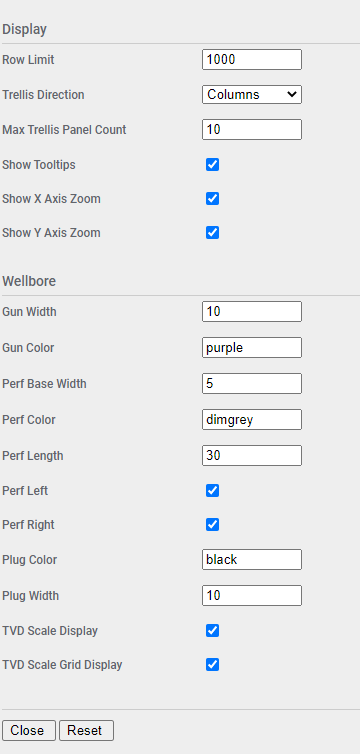 Display
Row Limit 1000
Trellis Direction Columns
Max Trellis Panel Count 10
Show Tooltips
Show X Axis Zoom
Show Y Axis Zoom
Wellbore
Gun Width 10
Gun Color purple
Perf Base Width 5
Perf Color dimgrey
Perf Length 30
Perf Left
Perf Right
Plug Color black
Plug Width 10
TVD Scale Display
TVD Scale Grid Display
Close Reset